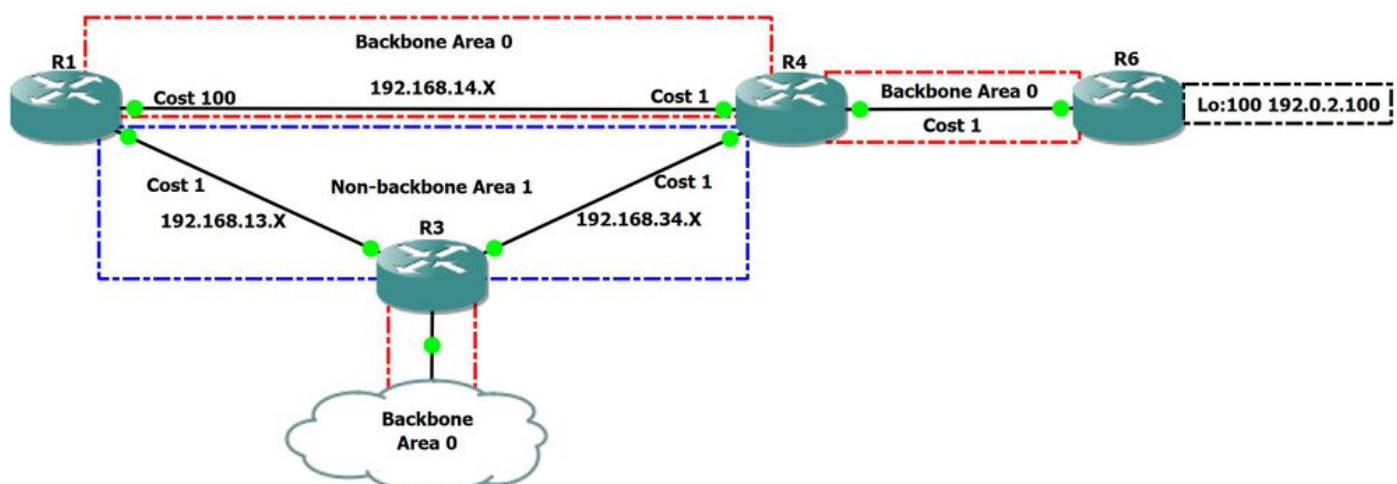 Backbone Area 0
R1
R4
R6
192.168.14.X
Cost 100
Cost 1
Backbone Area 0
Cost 1
Lo:100 192.0.2.100
Cost 1
Non-backbone Area 1
Cost 1
192.168.13.X
192.168.34.X
R3
Backbone
Area 0